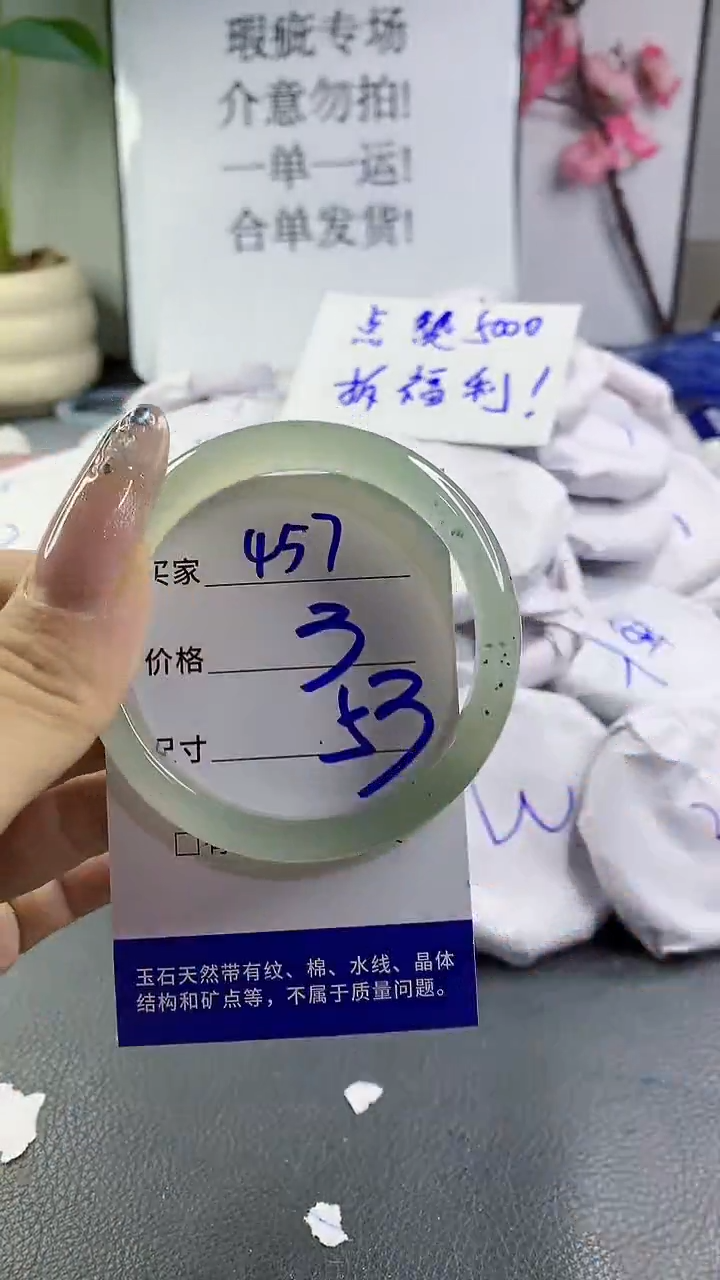 瑕疵专场
介意勿拍!
一单一运!
合单发货!
点赞5000
拆福利!
买家 457
价格 3
尺寸 53
玉石天然带有纹、棉、水线、晶体
结构和矿点等，不属于质量问题。
W